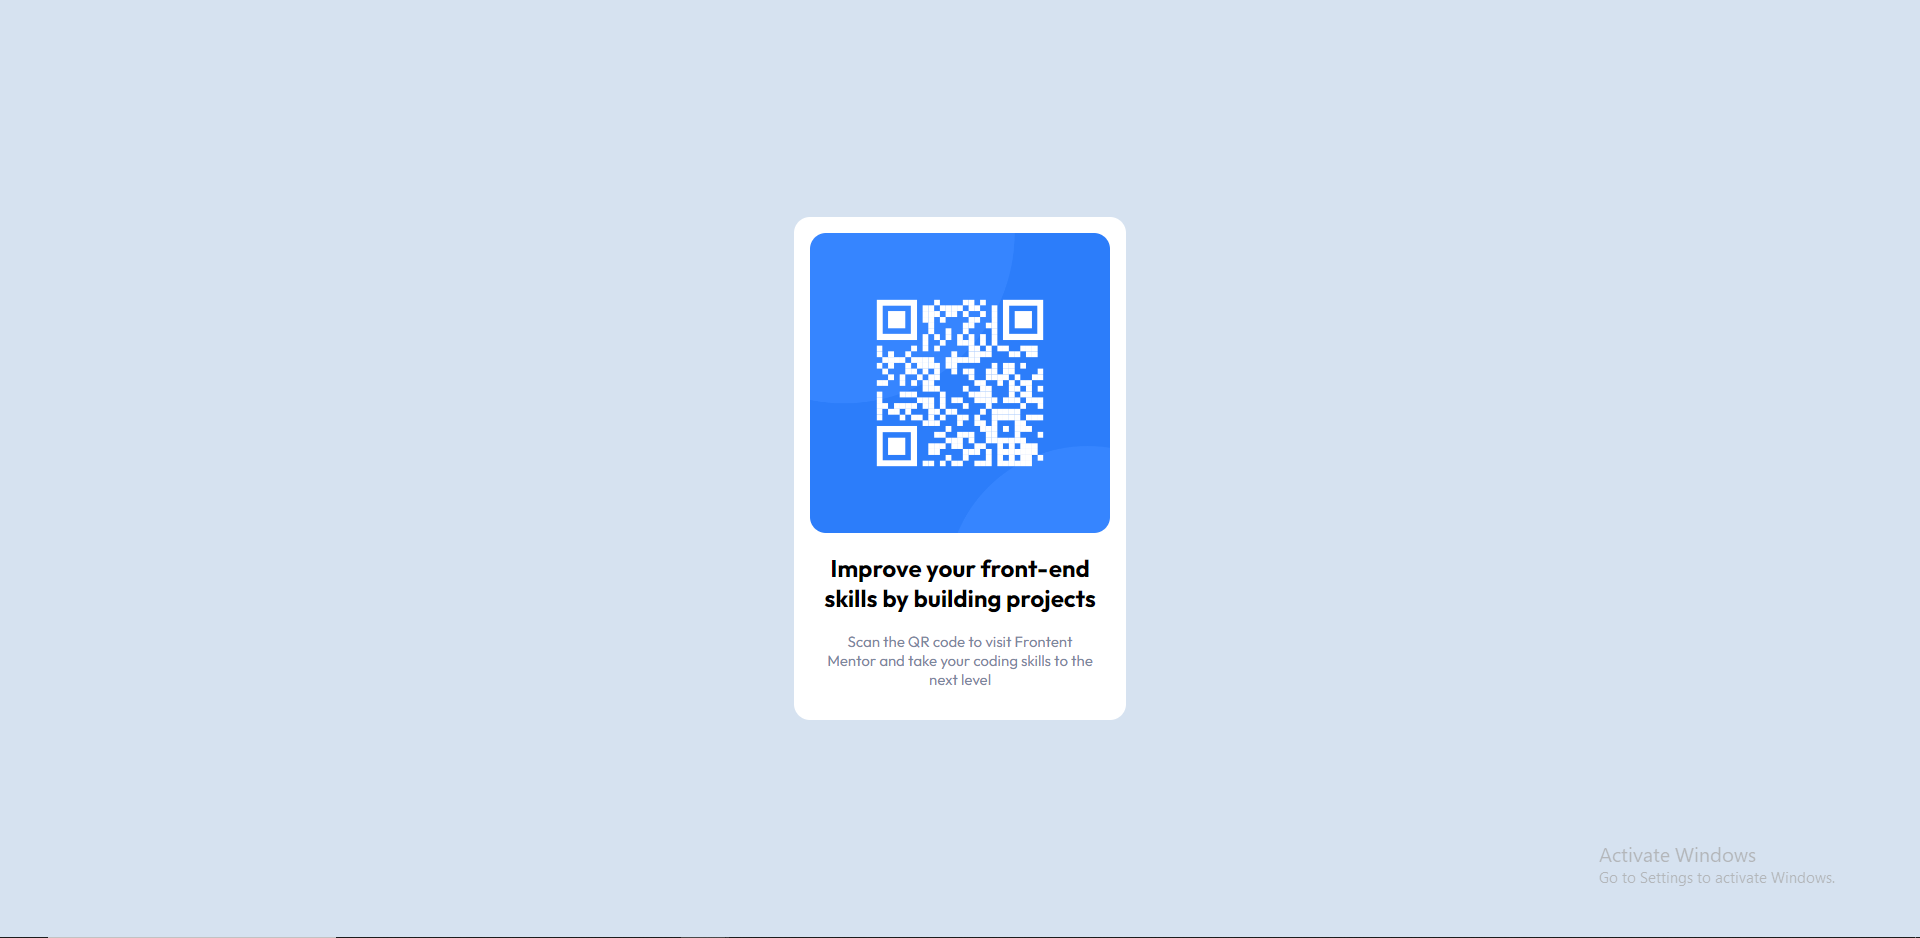 Improve your front-end
skills by building projects
Scan the QR code to visit Frontent
Mentor and take your coding skills to the
next level
Activate Windows
Go to Settings to activate Windows.